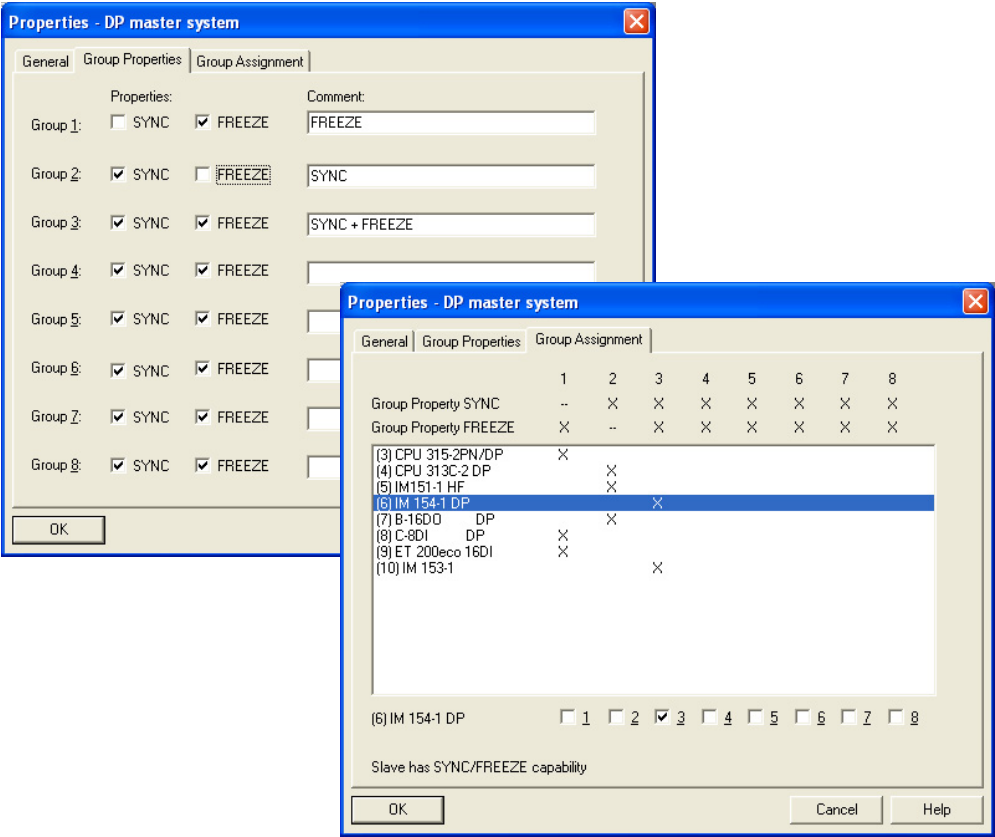 Properties - DP master system
General Group Properties Group Assignment
Properties: Comment:
Group 1: SYNC FREEZE FREEZE
Group 2: SYNC FREEZE SYNC
Group 3: SYNC FREEZE SYNC + FREEZE
Group 4: SYNC FREEZE
Group 5: SYNC FREEZE
Group 6: SYNC FREEZE
Group 7: SYNC FREEZE
Group 8: SYNC FREEZE
OK
Properties - DP master system
General Group Properties Group Assignment
1 2 3 4 5 6 7 8
Group Property SYNC -- X X X X X X X
Group Property FREEZE X -- X X X X X X
(3) CPU 315-2PN/DP X
(4) CPU 313C-2 DP X
(5) IM151-1 HF X
(6) IM 154-1 DP X
(7) B-16DO DP X
(8) C-8DI DP X
(9) ET 200eco 16DI X
(10) IM 153-1 X
(6) IM 154-1 DP 1 2 3 4 5 6 7 8
Slave has SYNC/FREEZE capability
OK Cancel Help